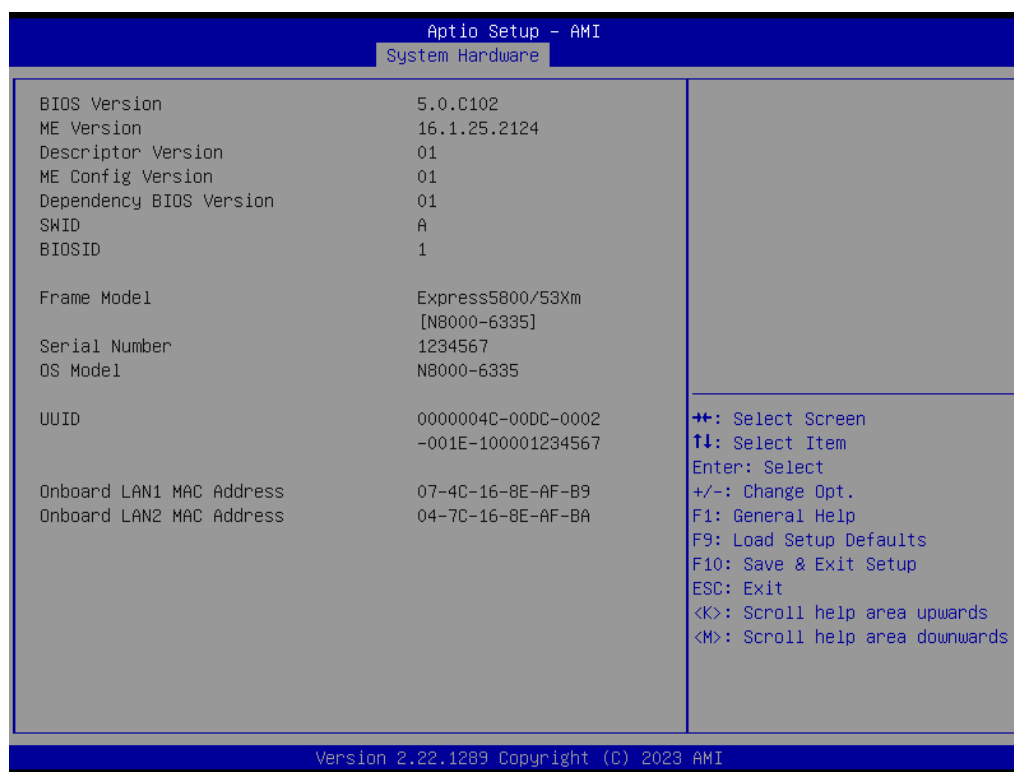 Aptio Setup – AMI
System Hardware
BIOS Version 5.0.C102
ME Version 16.1.25.2124
Descriptor Version 01
ME Config Version 01
Dependency BIOS Version 01
SWID A
BIOSID 1
Frame Model Express5800/53Xm
[N8000-6335]
Serial Number 1234567
OS Model N8000-6335
UUID 0000004C-00DC-0002
-001E-100001234567
Onboard LAN1 MAC Address 07-4C-16-8E-AF-B9
Onboard LAN2 MAC Address 04-7C-16-8E-AF-BA
→←: Select Screen
↑↓: Select Item
Enter: Select
+/-: Change Opt.
F1: General Help
F9: Load Setup Defaults
F10: Save & Exit Setup
ESC: Exit
<K>: Scroll help area upwards
<M>: Scroll help area downwards
Version 2.22.1289 Copyright (C) 2023 AMI